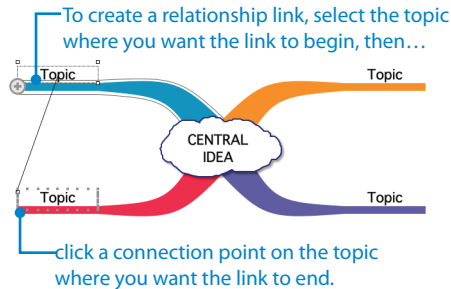 To create a relationship link, select the topic
where you want the link to begin, then…
Topic
Topic
CENTRAL
IDEA
Topic
Topic
click a connection point on the topic
where you want the link to end.